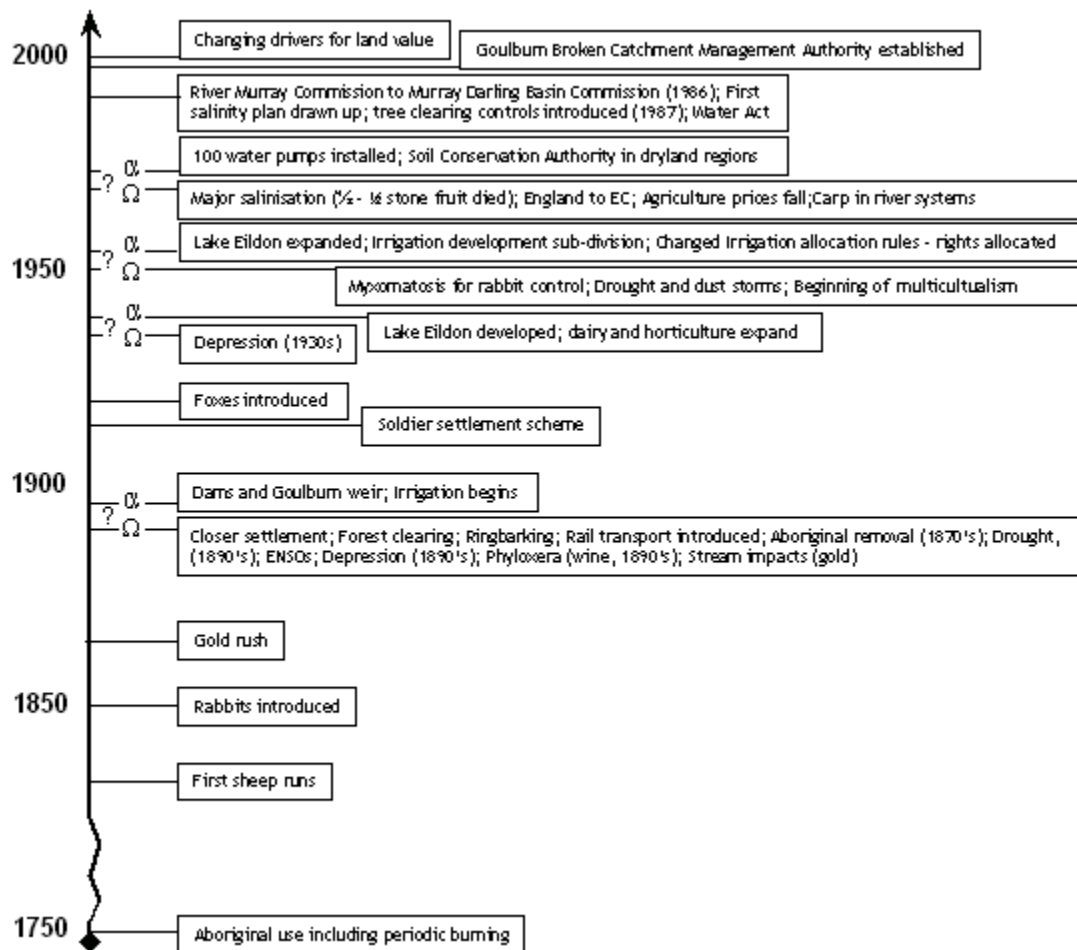 2000
Changing drivers for land value
Goulburn Broken Catchment Management Authority established
River Murray Commission to Murray Darling Basin Commission (1986); First
salinity plan drawn up; tree clearing controls introduced (1987); Water Act
100 water pumps installed; Soil Conservation Authority in dryland regions
α
?
Ω
Major salinisation ( - stone fruit died); England to EC; Agriculture prices fall;Carp in river systems
Lake Eildon expanded; Irrigation development sub-division; Changed Irrigation allocation rules - rights allocated
α
?
Ω
1950
Myxomatosis for rabbit control; Drought and dust storms; Beginning of multicultualism
Lake Eildon developed; dairy and horticulture expand
α
?
Ω
Depression (1930s)
Foxes introduced
Soldier settlement scheme
1900
Dams and Goulburn weir; Irrigation begins
α
?
Ω
Closer settlement; Forest clearing; Ringbarking; Rail transport introduced; Aboriginal removal (1870's); Drought,
(1890's); ENSOs; Depression (1890's); Phyloxera (wine, 1890's); Stream impacts (gold)
Gold rush
1850
Rabbits introduced
First sheep runs
1750
Aboriginal use including periodic burning